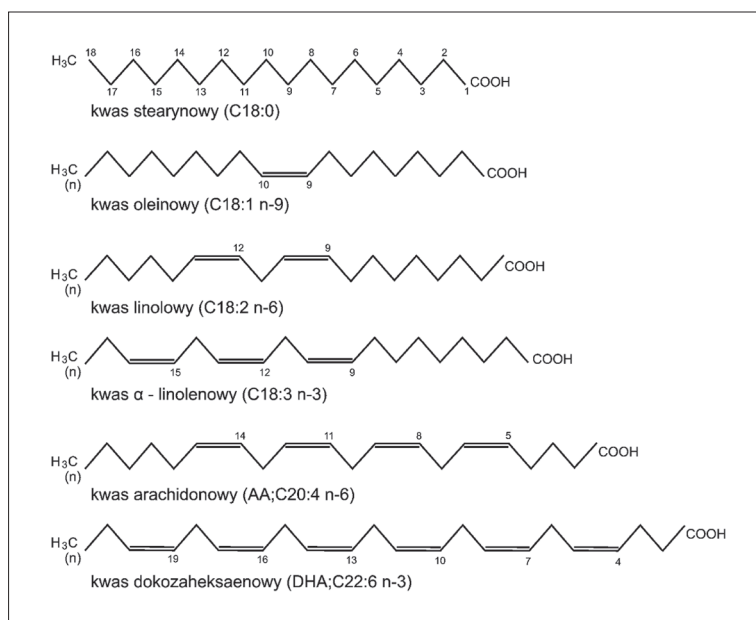 18 16 14 12 10 8 6 4 2
H₃C COOH
17 15 13 11 9 7 5 3 1
kwas stearynowy (C18:0)
H₃C COOH
(n) 10 9
kwas oleinowy (C18:1 n-9)
12 9
H₃C COOH
(n)
kwas linolowy (C18:2 n-6)
H₃C COOH
(n) 15 12 9
kwas α - linolenowy (C18:3 n-3)
14 11 8 5
H₃C COOH
(n)
kwas arachidonowy (AA;C20:4 n-6)
H₃C COOH
(n) 19 16 13 10 7 4
kwas dokozaheksaenowy (DHA;C22:6 n-3)